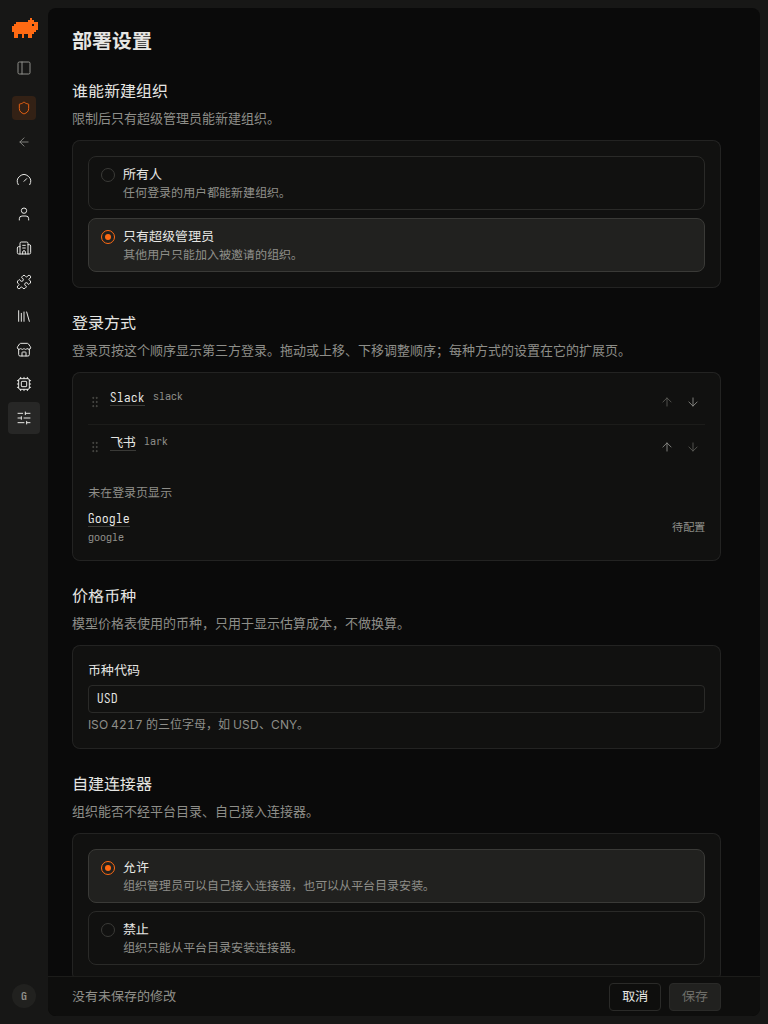 部署设置
谁能新建组织
限制后只有超级管理员能新建组织。
所有人
任何登录的用户都能新建组织。
只有超级管理员
其他用户只能加入被邀请的组织。
登录方式
登录页按这个顺序显示第三方登录。拖动或上移、下移调整顺序；每种方式的设置在它的扩展页。
Slack slack
飞书 lark
未在登录页显示
Google
google
待配置
价格币种
模型价格表使用的币种，只用于显示估算成本，不做换算。
币种代码
USD
ISO 4217 的三位字母，如 USD、CNY。
自建连接器
组织能否不经平台目录、自己接入连接器。
允许
组织管理员可以自己接入连接器，也可以从平台目录安装。
禁止
组织只能从平台目录安装连接器。
G
没有未保存的修改
取消
保存